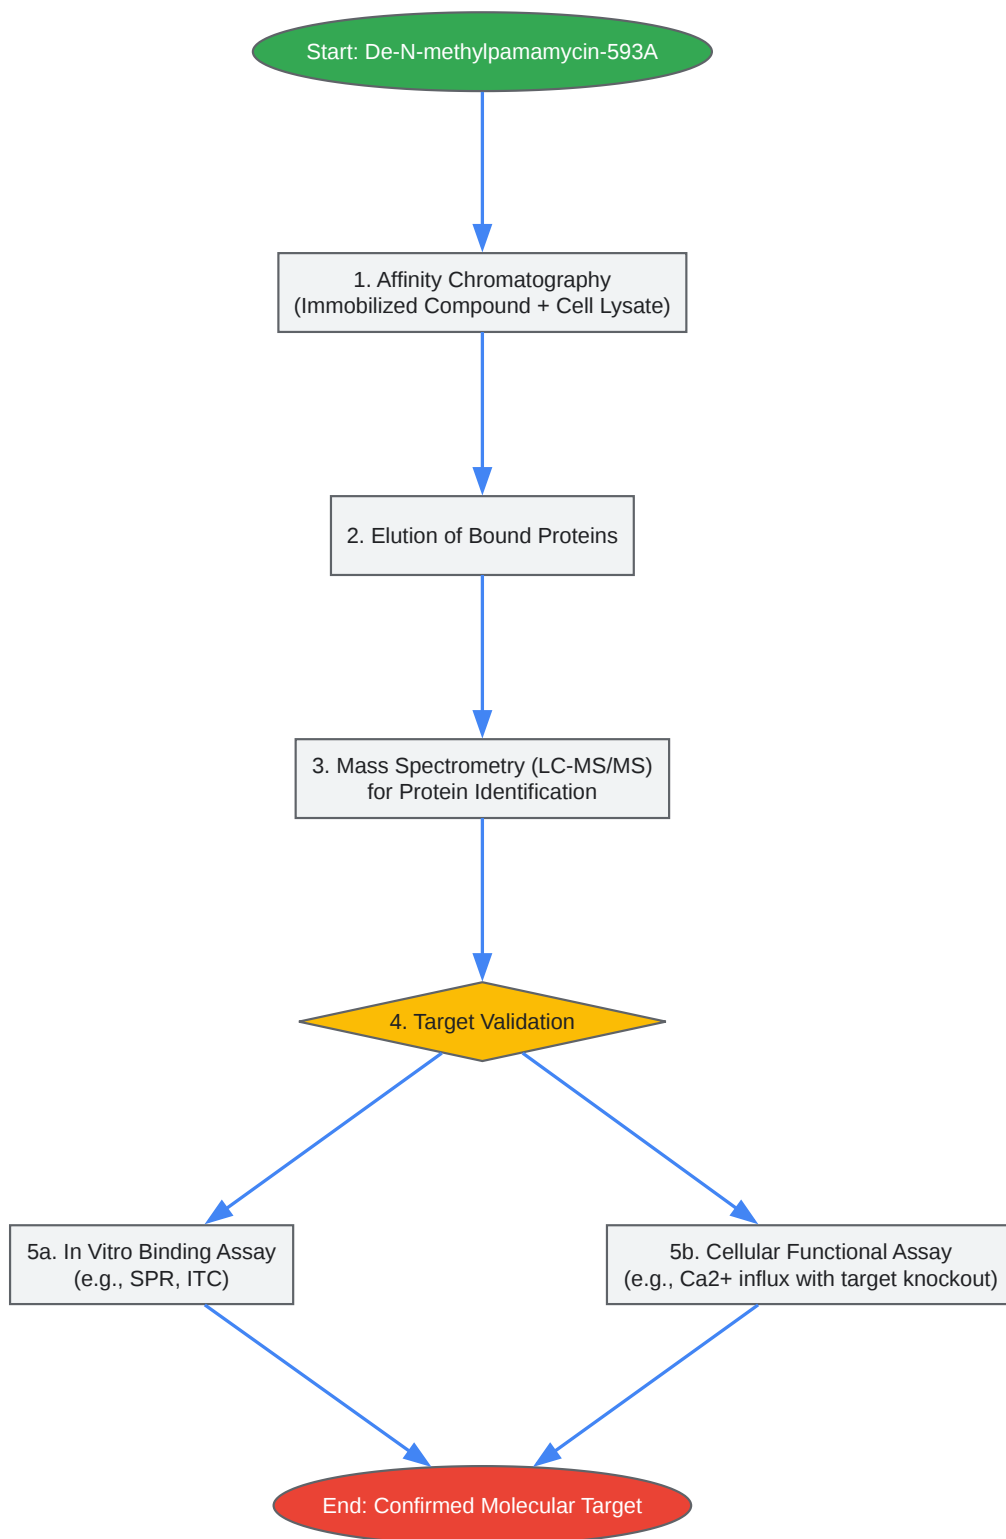 Start: De-N-methylpamamycin-593A
1. Affinity Chromatography
(Immobilized Compound + Cell Lysate)
2. Elution of Bound Proteins
3. Mass Spectrometry (LC-MS/MS)
for Protein Identification
4. Target Validation
5a. In Vitro Binding Assay
(e.g., SPR, ITC)
5b. Cellular Functional Assay
(e.g., Ca2+ influx with target knockout)
End: Confirmed Molecular Target